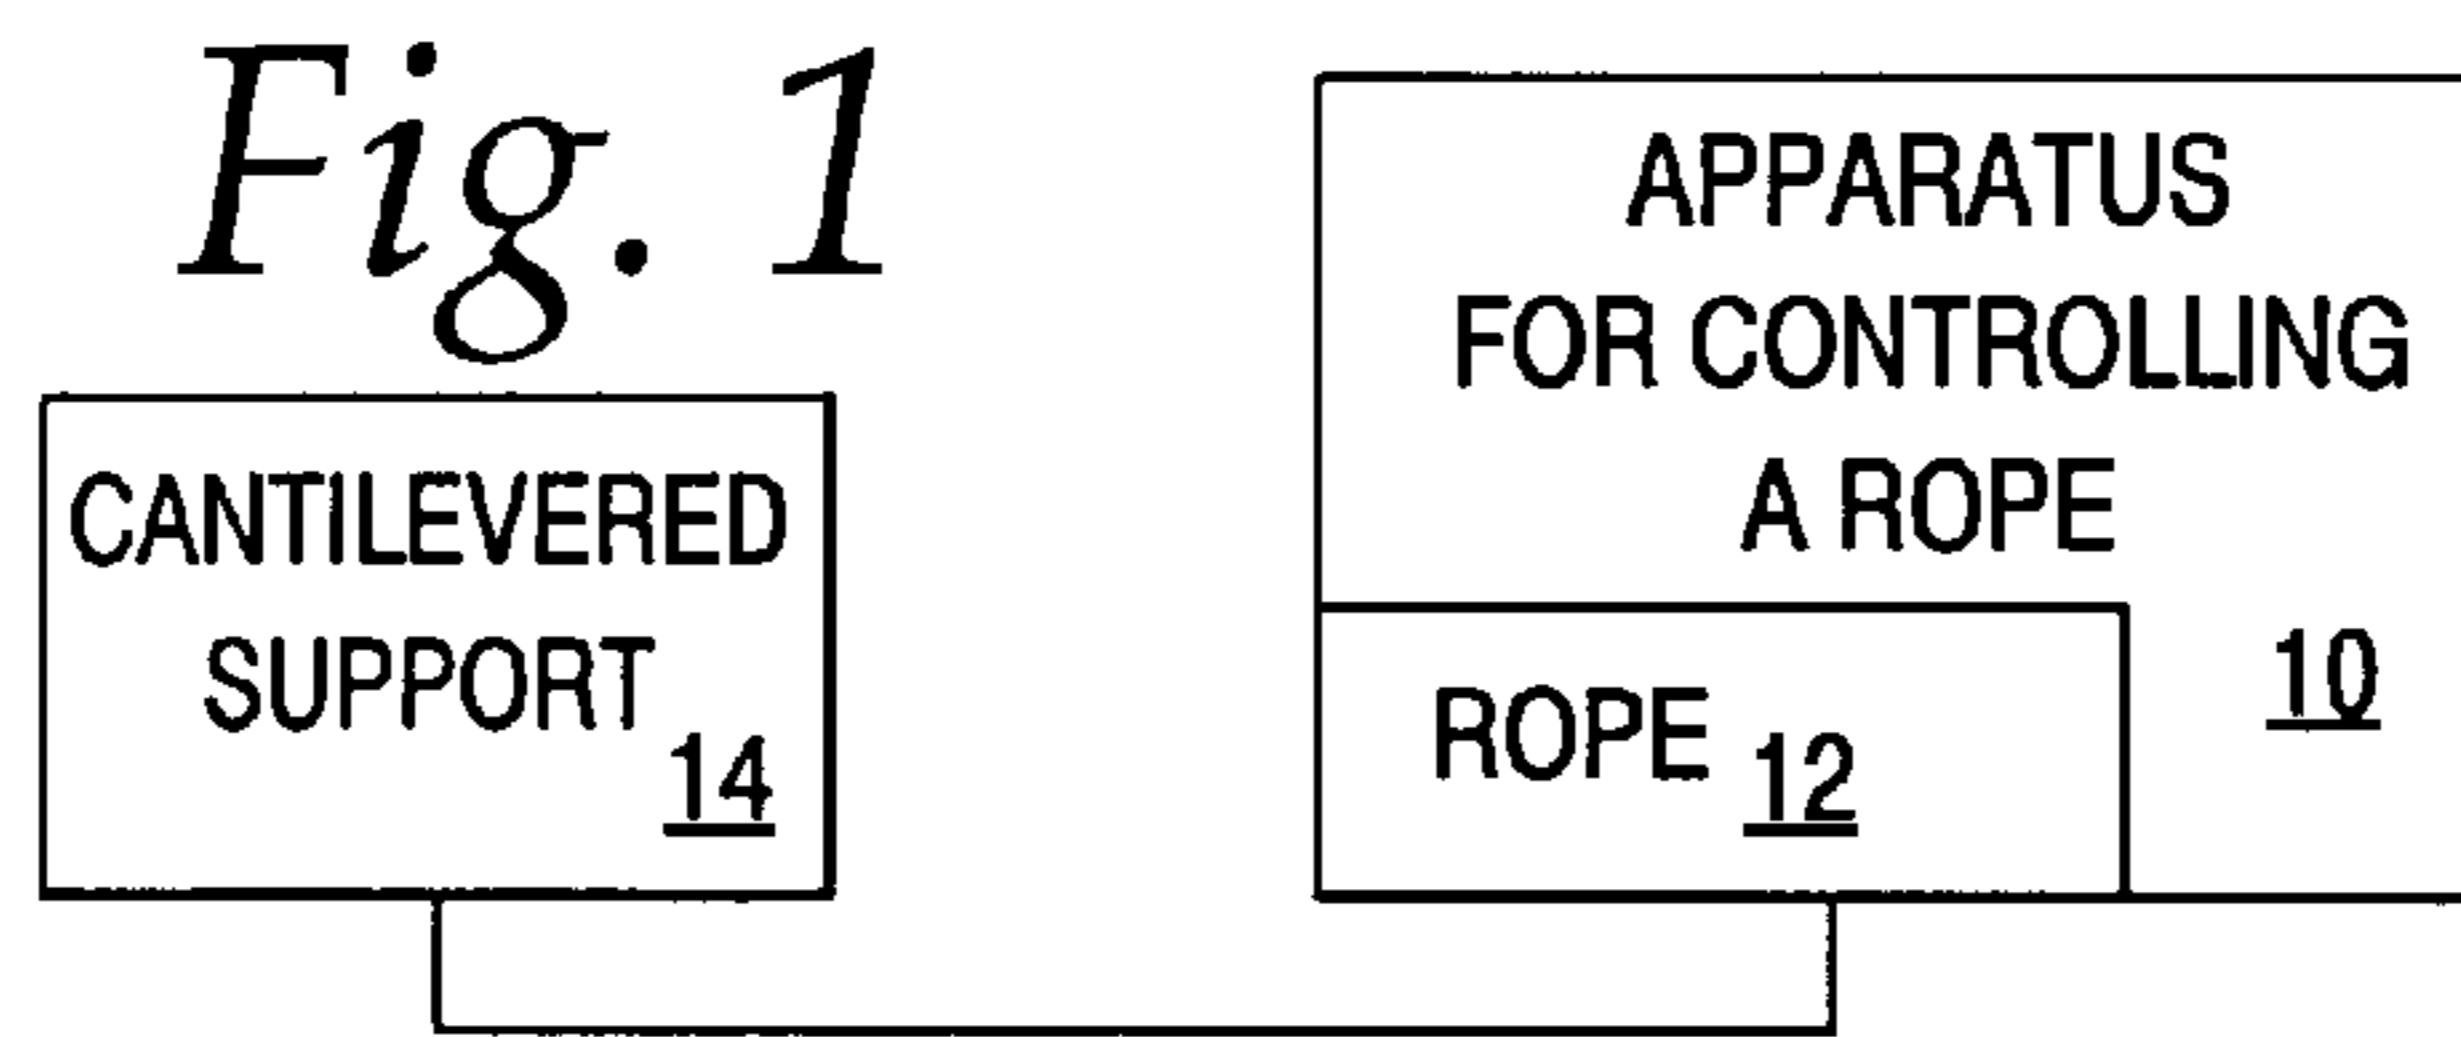 Fig. 1
APPARATUS
FOR CONTROLLING
A ROPE
10
ROPE 12
CANTILEVERED
SUPPORT
14